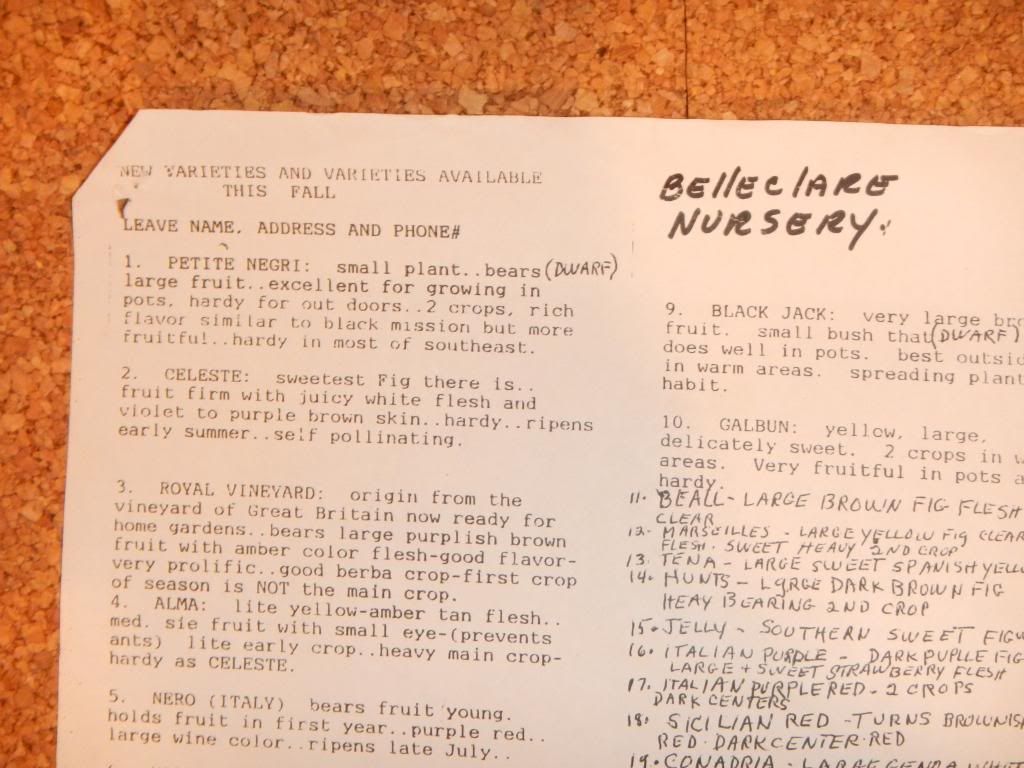 NEW VARIETIES AND VARIETIES AVAILABLE
THIS FALL
LEAVE NAME, ADDRESS AND PHONE#
1. PETITE NEGRI: small plant..bears (DWARF)
large fruit..excellent for growing in
pots, hardy for out doors..2 crops, rich
flavor similar to black mission but more
fruitful..hardy in most of southeast.
2. CELESTE: sweetest Fig there is..
fruit firm with juicy white flesh and
violet to purple brown skin..hardy..ripens
early summer..self pollinating.
3. ROYAL VINEYARD: origin from the
vineyard of Great Britain now ready for
home gardens..bears large purplish brown
fruit with amber color flesh-good flavor-
very prolific..good berba crop-first crop
of season is NOT the main crop.
4. ALMA: lite yellow-amber tan flesh..
med. sie fruit with small eye-(prevents
ants) lite early crop..heavy main crop-
hardy as CELESTE.
5. NERO (ITALY) bears fruit young.
holds fruit in first year..purple red..
large wine color..ripens late July..
BElleclARE
NURSERY.
9. BLACK JACK: very large bro
fruit. small bush that (DWARF)
does well in pots. best outsid
in warm areas. spreading plant
habit.
10. GALBUN: yellow, large,
delicately sweet. 2 crops in w
areas. Very fruitful in pots a
hardy.
11. BEALL - LARGE BROWN FIG FLESH
CLEAR
12. MARSEILLES - LARGE YELLOW FIG CLEAR
FLESH. SWEET HEAVY 2ND CROP
13. TENA - LARGE SWEET SPANISH YELL
14. HUNTS - LARGE DARK BROWN FIG
HEAY BEARING 2ND CROP
15. JELLY - SOUTHERN SWEET FIG
16. ITALIAN PURPLE - DARK PUPLLE FIG
LARGE + SWEET STRAWBERRY FLESH
17. ITALIAN PURPLE RED - 2 CROPS
DARK CENTERS
18. SICILIAN RED - TURNS BROWNIS
RED. DARK CENTER. RED
19. CONADRIA - LARGE GENOA WHIT